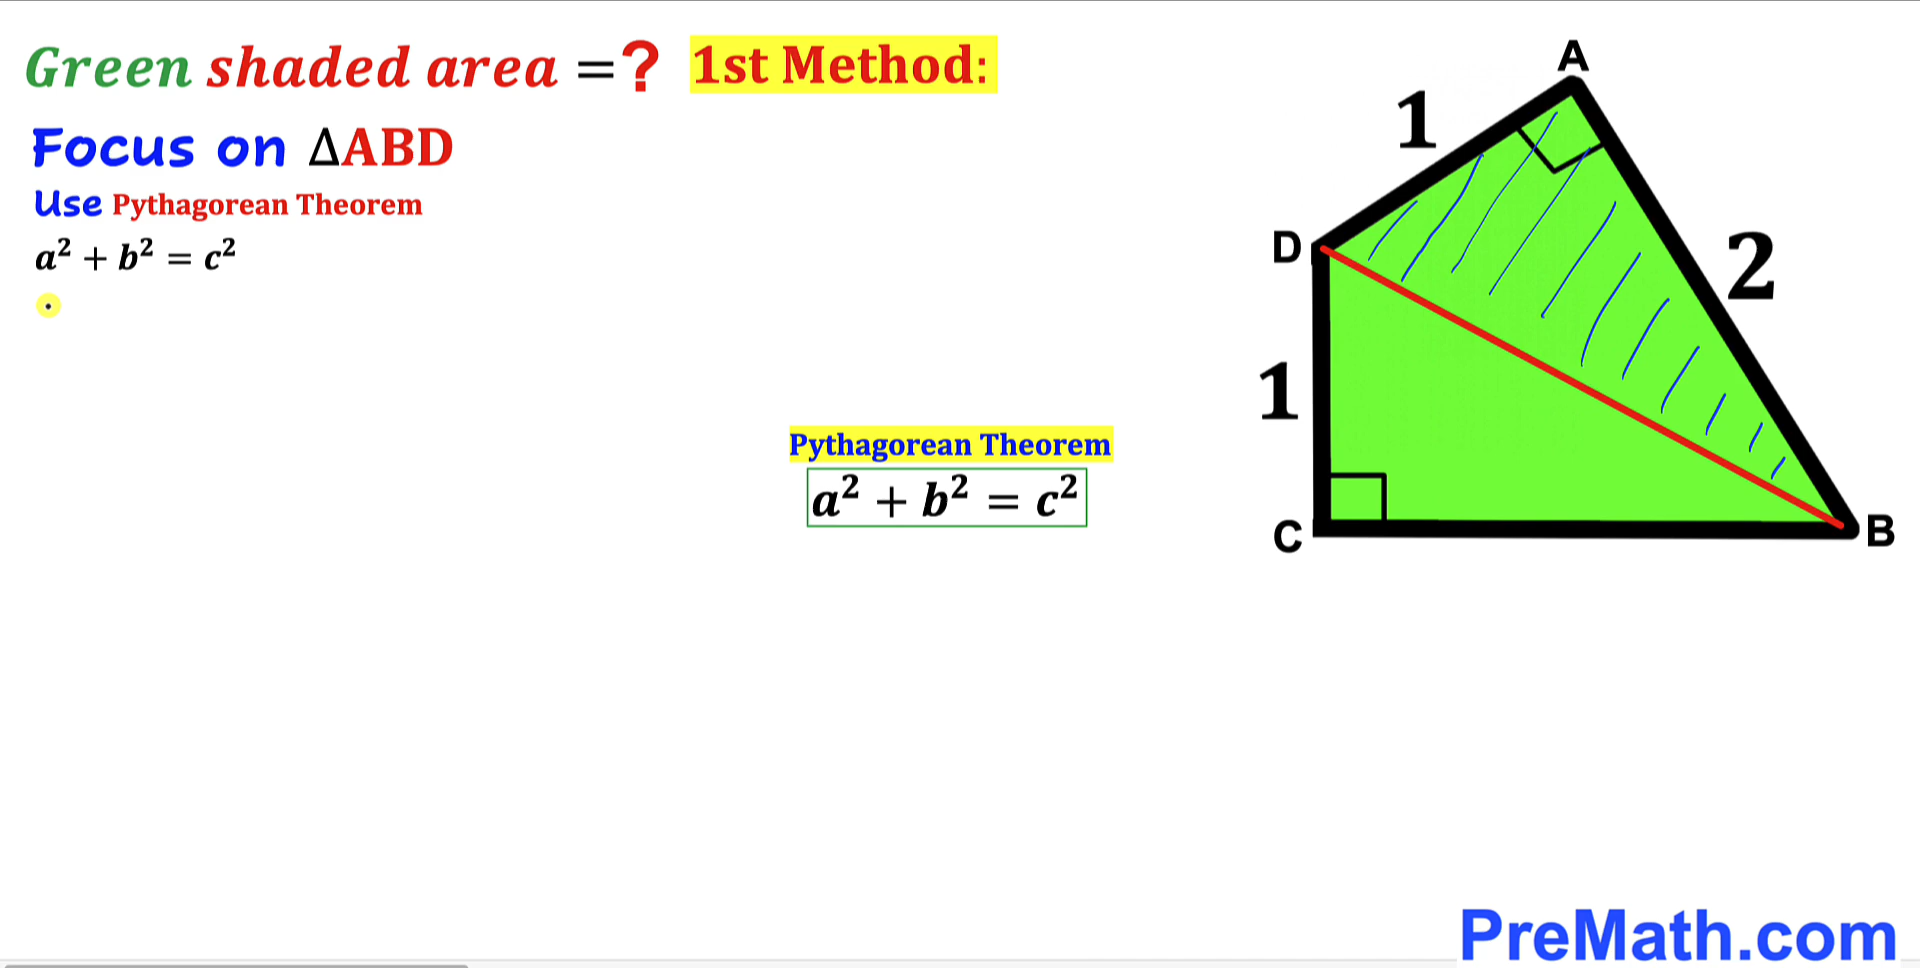 Green shaded area =? 1st Method:
Focus on ΔABD
Use Pythagorean Theorem
a² + b² = c²
Pythagorean Theorem
a² + b² = c²
A
1
D
2
1
C
B
PreMath.com